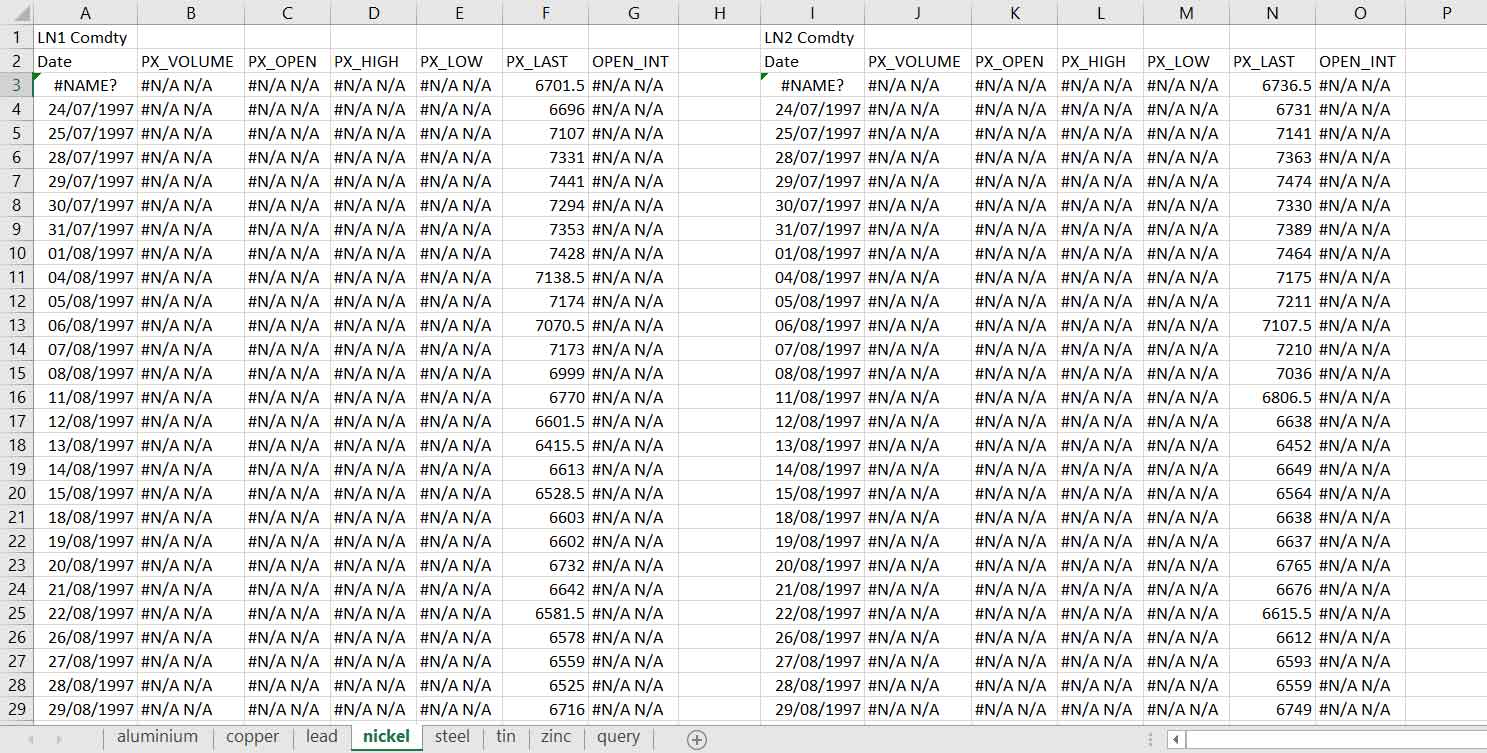 A B C D E F G H I J K L M N O P
1 LN1 Comdty LN2 Comdty
2 Date PX_VOLUME PX_OPEN PX_HIGH PX_LOW PX_LAST OPEN_INT Date PX_VOLUME PX_OPEN PX_HIGH PX_LOW PX_LAST OPEN_INT
3 #NAME? #N/A N/A #N/A N/A #N/A N/A #N/A N/A 6701.5 #N/A N/A #NAME? #N/A N/A #N/A N/A #N/A N/A #N/A N/A 6736.5 #N/A N/A
4 24/07/1997 #N/A N/A #N/A N/A #N/A N/A #N/A N/A 6696 #N/A N/A 24/07/1997 #N/A N/A #N/A N/A #N/A N/A #N/A N/A 6731 #N/A N/A
5 25/07/1997 #N/A N/A #N/A N/A #N/A N/A #N/A N/A 7107 #N/A N/A 25/07/1997 #N/A N/A #N/A N/A #N/A N/A #N/A N/A 7141 #N/A N/A
6 28/07/1997 #N/A N/A #N/A N/A #N/A N/A #N/A N/A 7331 #N/A N/A 28/07/1997 #N/A N/A #N/A N/A #N/A N/A #N/A N/A 7363 #N/A N/A
7 29/07/1997 #N/A N/A #N/A N/A #N/A N/A #N/A N/A 7441 #N/A N/A 29/07/1997 #N/A N/A #N/A N/A #N/A N/A #N/A N/A 7474 #N/A N/A
8 30/07/1997 #N/A N/A #N/A N/A #N/A N/A #N/A N/A 7294 #N/A N/A 30/07/1997 #N/A N/A #N/A N/A #N/A N/A #N/A N/A 7330 #N/A N/A
9 31/07/1997 #N/A N/A #N/A N/A #N/A N/A #N/A N/A 7353 #N/A N/A 31/07/1997 #N/A N/A #N/A N/A #N/A N/A #N/A N/A 7389 #N/A N/A
10 01/08/1997 #N/A N/A #N/A N/A #N/A N/A #N/A N/A 7428 #N/A N/A 01/08/1997 #N/A N/A #N/A N/A #N/A N/A #N/A N/A 7464 #N/A N/A
11 04/08/1997 #N/A N/A #N/A N/A #N/A N/A #N/A N/A 7138.5 #N/A N/A 04/08/1997 #N/A N/A #N/A N/A #N/A N/A #N/A N/A 7175 #N/A N/A
12 05/08/1997 #N/A N/A #N/A N/A #N/A N/A #N/A N/A 7174 #N/A N/A 05/08/1997 #N/A N/A #N/A N/A #N/A N/A #N/A N/A 7211 #N/A N/A
13 06/08/1997 #N/A N/A #N/A N/A #N/A N/A #N/A N/A 7070.5 #N/A N/A 06/08/1997 #N/A N/A #N/A N/A #N/A N/A #N/A N/A 7107.5 #N/A N/A
14 07/08/1997 #N/A N/A #N/A N/A #N/A N/A #N/A N/A 7173 #N/A N/A 07/08/1997 #N/A N/A #N/A N/A #N/A N/A #N/A N/A 7210 #N/A N/A
15 08/08/1997 #N/A N/A #N/A N/A #N/A N/A #N/A N/A 6999 #N/A N/A 08/08/1997 #N/A N/A #N/A N/A #N/A N/A #N/A N/A 7036 #N/A N/A
16 11/08/1997 #N/A N/A #N/A N/A #N/A N/A #N/A N/A 6770 #N/A N/A 11/08/1997 #N/A N/A #N/A N/A #N/A N/A #N/A N/A 6806.5 #N/A N/A
17 12/08/1997 #N/A N/A #N/A N/A #N/A N/A #N/A N/A 6601.5 #N/A N/A 12/08/1997 #N/A N/A #N/A N/A #N/A N/A #N/A N/A 6638 #N/A N/A
18 13/08/1997 #N/A N/A #N/A N/A #N/A N/A #N/A N/A 6415.5 #N/A N/A 13/08/1997 #N/A N/A #N/A N/A #N/A N/A #N/A N/A 6452 #N/A N/A
19 14/08/1997 #N/A N/A #N/A N/A #N/A N/A #N/A N/A 6613 #N/A N/A 14/08/1997 #N/A N/A #N/A N/A #N/A N/A #N/A N/A 6649 #N/A N/A
20 15/08/1997 #N/A N/A #N/A N/A #N/A N/A #N/A N/A 6528.5 #N/A N/A 15/08/1997 #N/A N/A #N/A N/A #N/A N/A #N/A N/A 6564 #N/A N/A
21 18/08/1997 #N/A N/A #N/A N/A #N/A N/A #N/A N/A 6603 #N/A N/A 18/08/1997 #N/A N/A #N/A N/A #N/A N/A #N/A N/A 6638 #N/A N/A
22 19/08/1997 #N/A N/A #N/A N/A #N/A N/A #N/A N/A 6602 #N/A N/A 19/08/1997 #N/A N/A #N/A N/A #N/A N/A #N/A N/A 6637 #N/A N/A
23 20/08/1997 #N/A N/A #N/A N/A #N/A N/A #N/A N/A 6732 #N/A N/A 20/08/1997 #N/A N/A #N/A N/A #N/A N/A #N/A N/A 6765 #N/A N/A
24 21/08/1997 #N/A N/A #N/A N/A #N/A N/A #N/A N/A 6642 #N/A N/A 21/08/1997 #N/A N/A #N/A N/A #N/A N/A #N/A N/A 6676 #N/A N/A
25 22/08/1997 #N/A N/A #N/A N/A #N/A N/A #N/A N/A 6581.5 #N/A N/A 22/08/1997 #N/A N/A #N/A N/A #N/A N/A #N/A N/A 6615.5 #N/A N/A
26 26/08/1997 #N/A N/A #N/A N/A #N/A N/A #N/A N/A 6578 #N/A N/A 26/08/1997 #N/A N/A #N/A N/A #N/A N/A #N/A N/A 6612 #N/A N/A
27 27/08/1997 #N/A N/A #N/A N/A #N/A N/A #N/A N/A 6559 #N/A N/A 27/08/1997 #N/A N/A #N/A N/A #N/A N/A #N/A N/A 6593 #N/A N/A
28 28/08/1997 #N/A N/A #N/A N/A #N/A N/A #N/A N/A 6525 #N/A N/A 28/08/1997 #N/A N/A #N/A N/A #N/A N/A #N/A N/A 6559 #N/A N/A
29 29/08/1997 #N/A N/A #N/A N/A #N/A N/A #N/A N/A 6716 #N/A N/A 29/08/1997 #N/A N/A #N/A N/A #N/A N/A #N/A N/A 6749 #N/A N/A
aluminium copper lead nickel steel tin zinc query